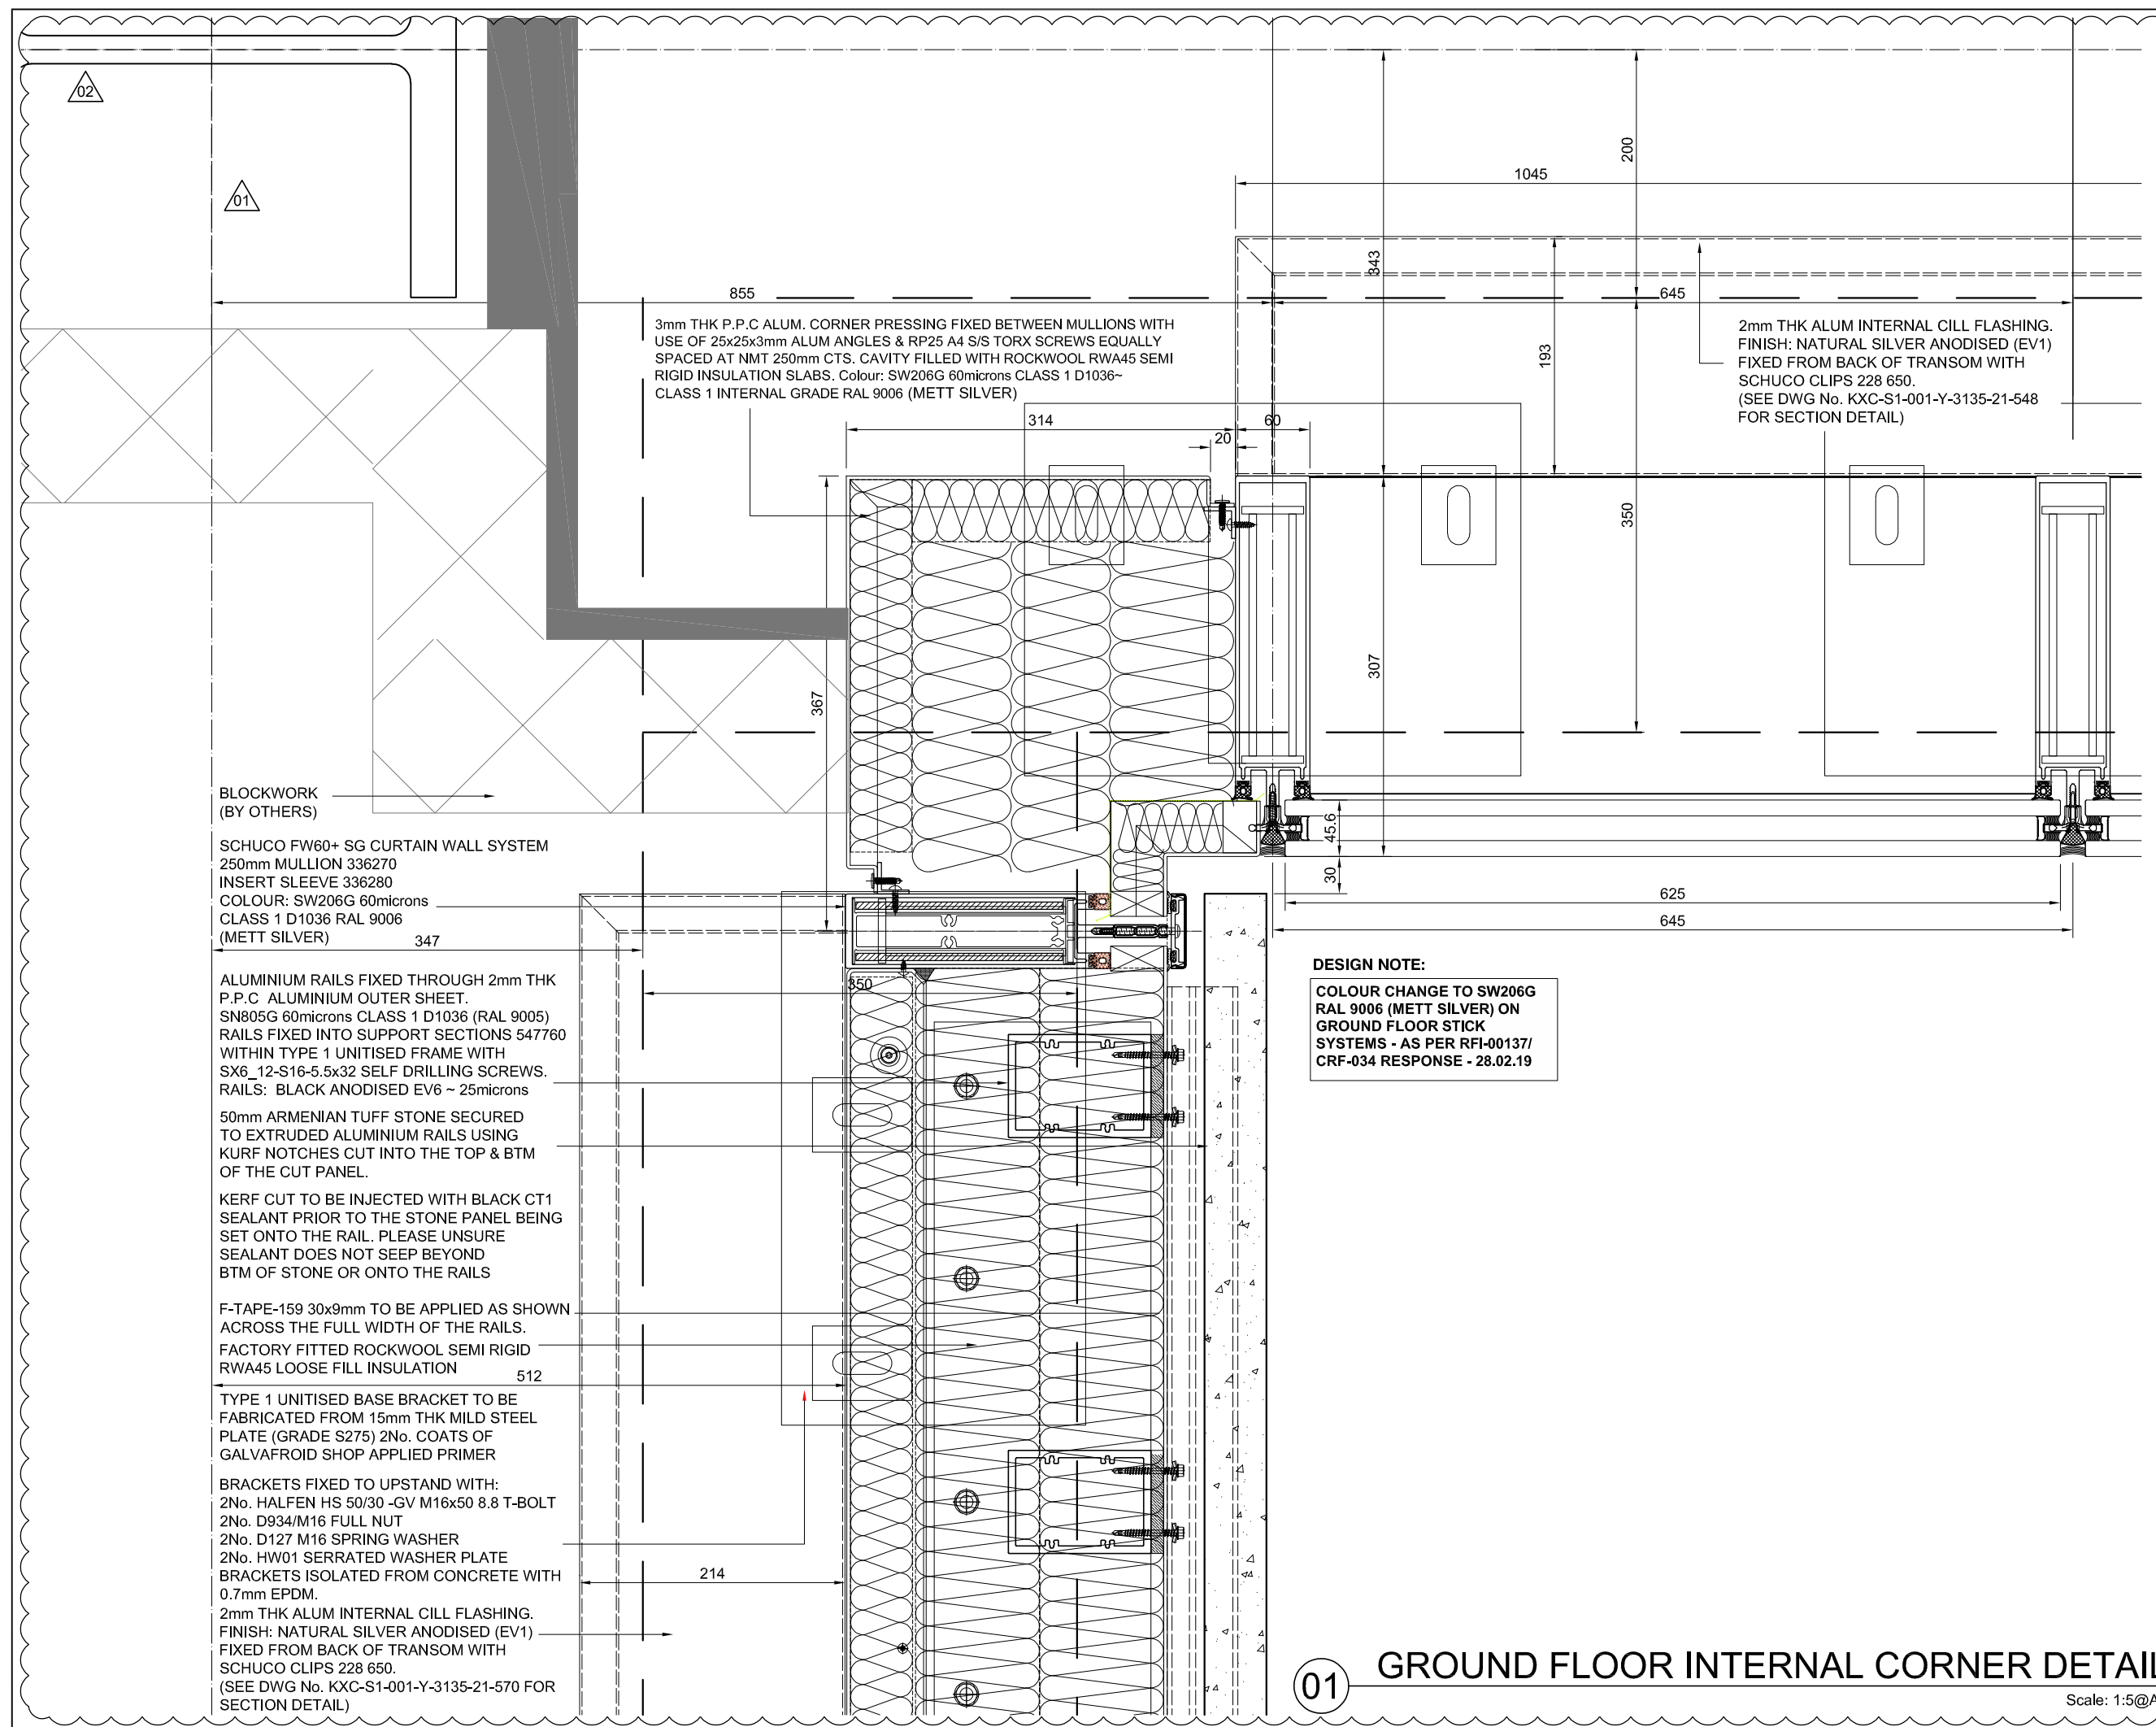 02
01
200
1045
343
193
855
645
3mm THK P.P.C ALUM. CORNER PRESSING FIXED BETWEEN MULLIONS WITH
USE OF 25x25x3mm ALUM ANGLES & RP25 A4 S/S TORX SCREWS EQUALLY
SPACED AT NMT 250mm CTS. CAVITY FILLED WITH ROCKWOOL RWA45 SEMI
RIGID INSULATION SLABS. Colour: SW206G 60microns CLASS 1 D1036~
CLASS 1 INTERNAL GRADE RAL 9006 (METT SILVER)
2mm THK ALUM INTERNAL CILL FLASHING.
FINISH: NATURAL SILVER ANODISED (EV1)
FIXED FROM BACK OF TRANSOM WITH
SCHUCO CLIPS 228 650.
(SEE DWG No. KXC-S1-001-Y-3135-21-548
FOR SECTION DETAIL)
314
60
20
350
307
367
BLOCKWORK
(BY OTHERS)
SCHUCO FW60+ SG CURTAIN WALL SYSTEM
250mm MULLION 336270
INSERT SLEEVE 336280
COLOUR: SW206G 60microns
CLASS 1 D1036 RAL 9006
(METT SILVER)
347
45.6
30
625
645
DESIGN NOTE:
COLOUR CHANGE TO SW206G
RAL 9006 (METT SILVER) ON
GROUND FLOOR STICK
SYSTEMS - AS PER RFI-00137/
CRF-034 RESPONSE - 28.02.19
350
ALUMINIUM RAILS FIXED THROUGH 2mm THK
P.P.C ALUMINIUM OUTER SHEET.
SN805G 60microns CLASS 1 D1036 (RAL 9005)
RAILS FIXED INTO SUPPORT SECTIONS 547760
WITHIN TYPE 1 UNITISED FRAME WITH
SX6_12-S16-5.5x32 SELF DRILLING SCREWS.
RAILS: BLACK ANODISED EV6 ~ 25microns
50mm ARMENIAN TUFF STONE SECURED
TO EXTRUDED ALUMINIUM RAILS USING
KURF NOTCHES CUT INTO THE TOP & BTM
OF THE CUT PANEL.
KERF CUT TO BE INJECTED WITH BLACK CT1
SEALANT PRIOR TO THE STONE PANEL BEING
SET ONTO THE RAIL. PLEASE UNSURE
SEALANT DOES NOT SEEP BEYOND
BTM OF STONE OR ONTO THE RAILS
F-TAPE-159 30x9mm TO BE APPLIED AS SHOWN
ACROSS THE FULL WIDTH OF THE RAILS.
FACTORY FITTED ROCKWOOL SEMI RIGID
RWA45 LOOSE FILL INSULATION
512
TYPE 1 UNITISED BASE BRACKET TO BE
FABRICATED FROM 15mm THK MILD STEEL
PLATE (GRADE S275) 2No. COATS OF
GALVAFROID SHOP APPLIED PRIMER
BRACKETS FIXED TO UPSTAND WITH:
2No. HALFEN HS 50/30 -GV M16x50 8.8 T-BOLT
2No. D934/M16 FULL NUT
2No. D127 M16 SPRING WASHER
2No. HW01 SERRATED WASHER PLATE
BRACKETS ISOLATED FROM CONCRETE WITH
0.7mm EPDM.
214
2mm THK ALUM INTERNAL CILL FLASHING.
FINISH: NATURAL SILVER ANODISED (EV1)
FIXED FROM BACK OF TRANSOM WITH
SCHUCO CLIPS 228 650.
(SEE DWG No. KXC-S1-001-Y-3135-21-570 FOR
SECTION DETAIL)
01
GROUND FLOOR INTERNAL CORNER DETAIL
Scale: 1:5@A